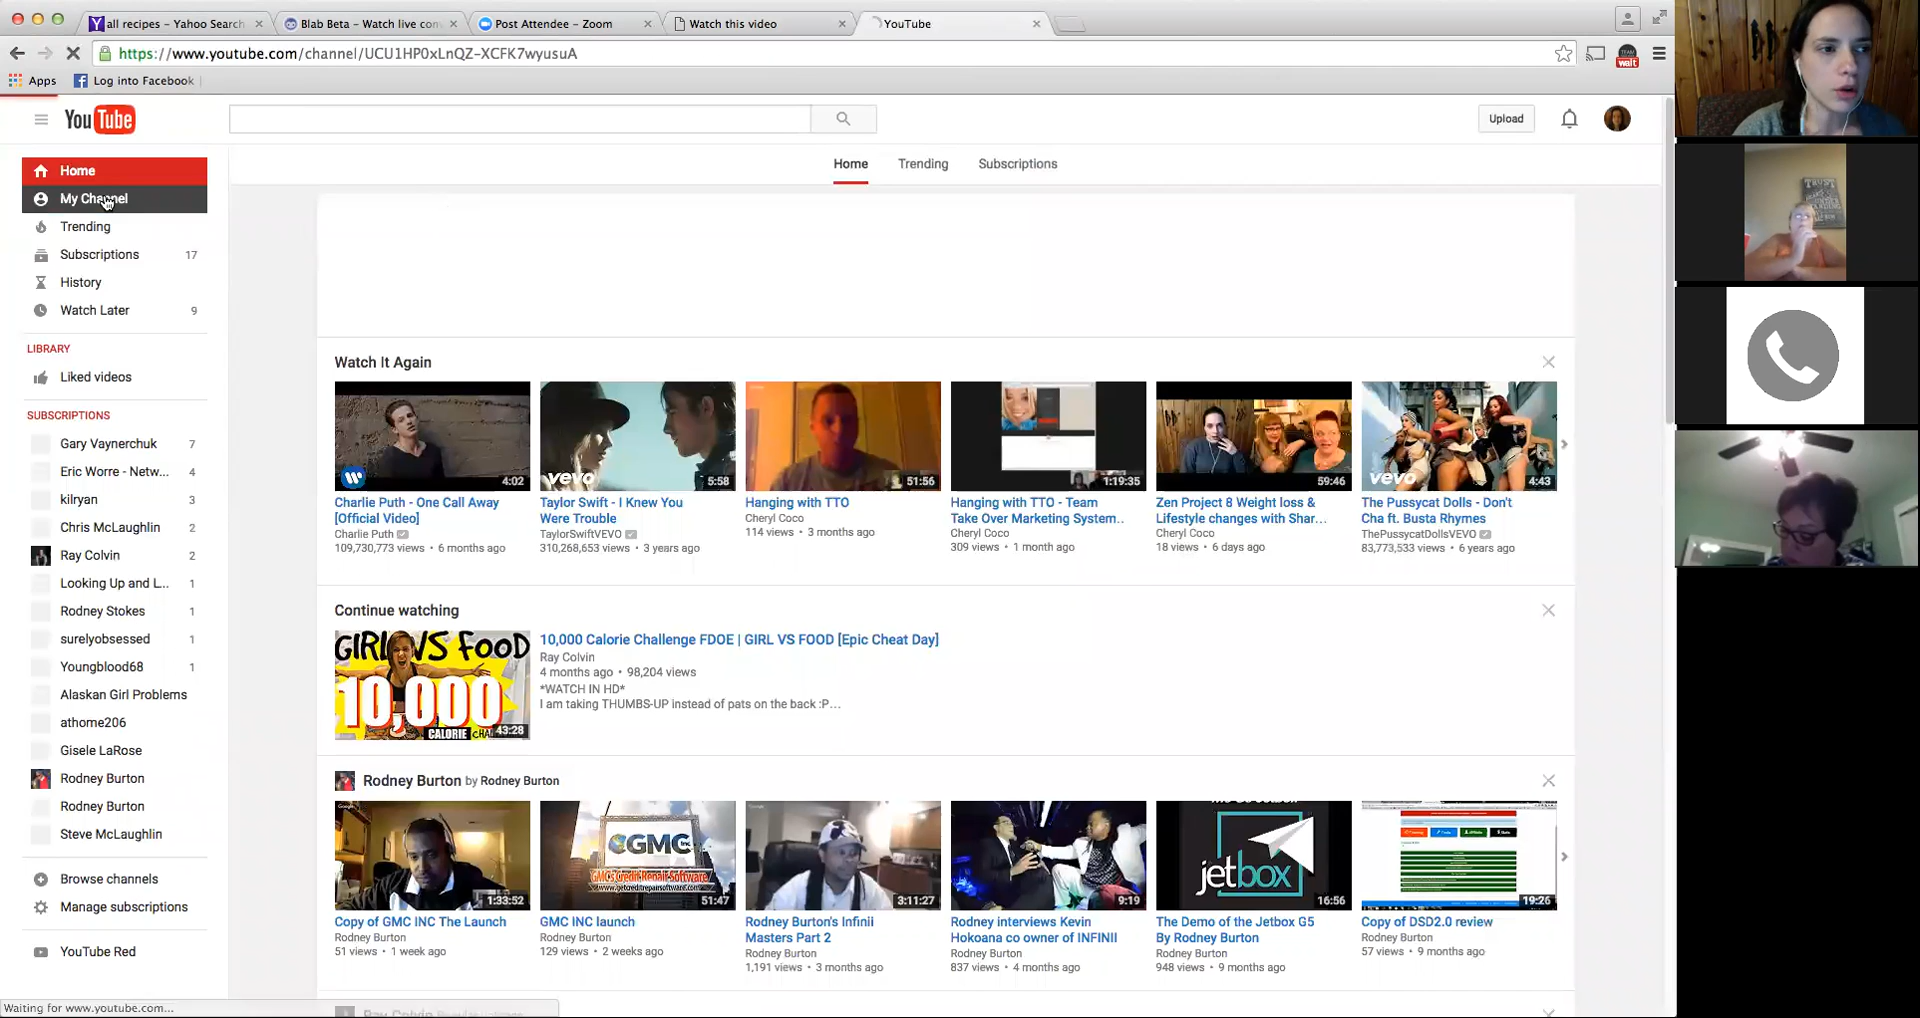 all recipes - Yahoo Search
Blab Beta - Watch live con
Post Attendee - Zoom
Watch this video
YouTube
https://www.youtube.com/channel/UCU1HP0xLnQZ-XCFK7wyusuA
Apps
Log into Facebook
walt
YouTube
Upload
Home
My Channel
Trending
Subscriptions 17
History
Watch Later 9
LIBRARY
Liked videos
SUBSCRIPTIONS
Gary Vaynerchuk 7
Eric Worre - Netw... 4
kilryan 3
Chris McLaughlin 2
Ray Colvin 2
Looking Up and L... 1
Rodney Stokes 1
surelyobsessed 1
Youngblood68 1
Alaskan Girl Problems
athome206
Gisele LaRose
Rodney Burton
Rodney Burton
Steve McLaughlin
Browse channels
Manage subscriptions
YouTube Red
Waiting for www.youtube.com...
Home Trending Subscriptions
Watch It Again
4:02
Charlie Puth - One Call Away
[Official Video]
Charlie Puth
109,730,773 views • 6 months ago
vevo
5:58
Taylor Swift - I Knew You
Were Trouble
TaylorSwiftVEVO
310,268,653 views • 3 years ago
51:56
Hanging with TTO
Cheryl Coco
114 views • 3 months ago
1:19:35
Hanging with TTO - Team
Take Over Marketing System..
Cheryl Coco
309 views • 1 month ago
59:46
Zen Project 8 Weight loss &
Lifestyle changes with Shar...
Cheryl Coco
18 views • 6 days ago
vevo
4:43
The Pussycat Dolls - Don't
Cha ft. Busta Rhymes
ThePussycatDollsVEVO
83,773,533 views • 6 years ago
Continue watching
GIRL VS FOOD
10,000
CALORIE
43:28
10,000 Calorie Challenge FDOE | GIRL VS FOOD [Epic Cheat Day]
Ray Colvin
4 months ago • 98,204 views
*WATCH IN HD*
I am taking THUMBS-UP instead of pats on the back :P...
Rodney Burton by Rodney Burton
1:33:52
Copy of GMC INC The Launch
Rodney Burton
51 views • 1 week ago
GMC
GMC's Credit Repair Software
www.getcreditrepairsoftware.com
51:47
GMC INC launch
Rodney Burton
129 views • 2 weeks ago
3:11:27
Rodney Burton's Infinii
Masters Part 2
Rodney Burton
1,191 views • 3 months ago
9:19
Rodney interviews Kevin
Hokoana co owner of INFINII
Rodney Burton
837 views • 4 months ago
jetbox
16:56
The Demo of the Jetbox G5
By Rodney Burton
Rodney Burton
948 views • 9 months ago
19:26
Copy of DSD2.0 review
Rodney Burton
57 views • 9 months ago
TRUST